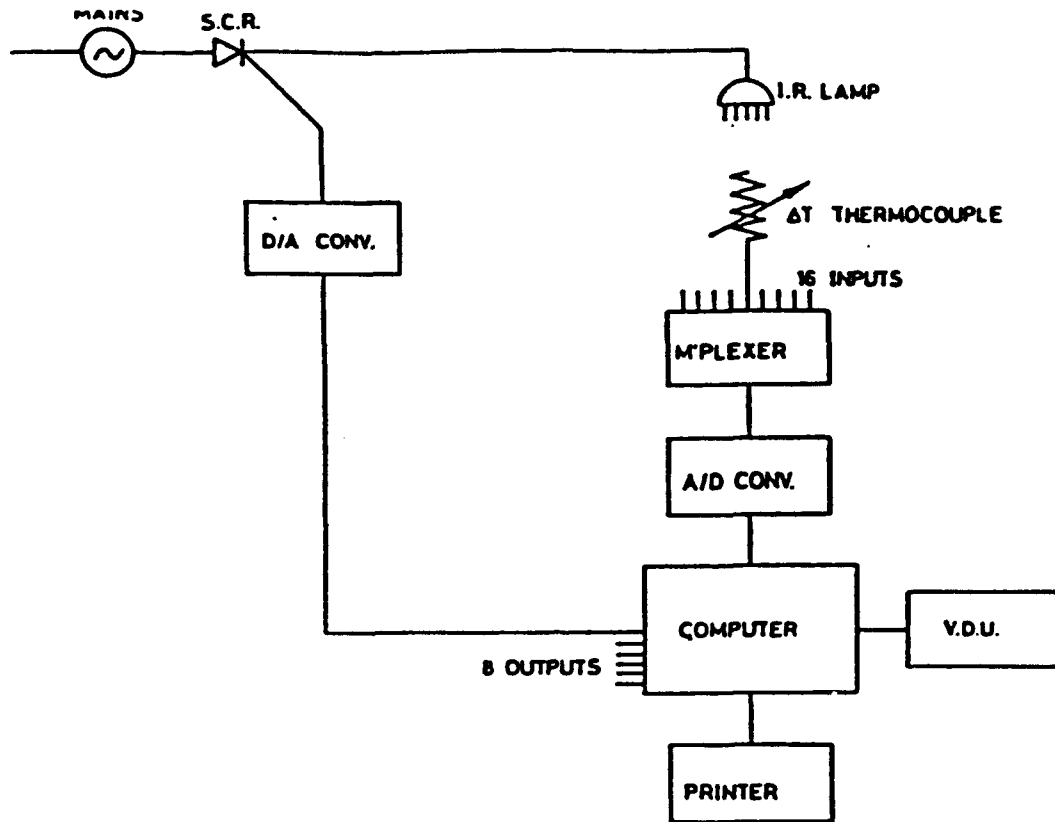 MAINS
S.C.R.
I.R. LAMP
ΔT THERMOCOUPLE
D/A CONV.
16 INPUTS
M'PLEXER
A/D CONV.
COMPUTER
V.D.U.
8 OUTPUTS
PRINTER